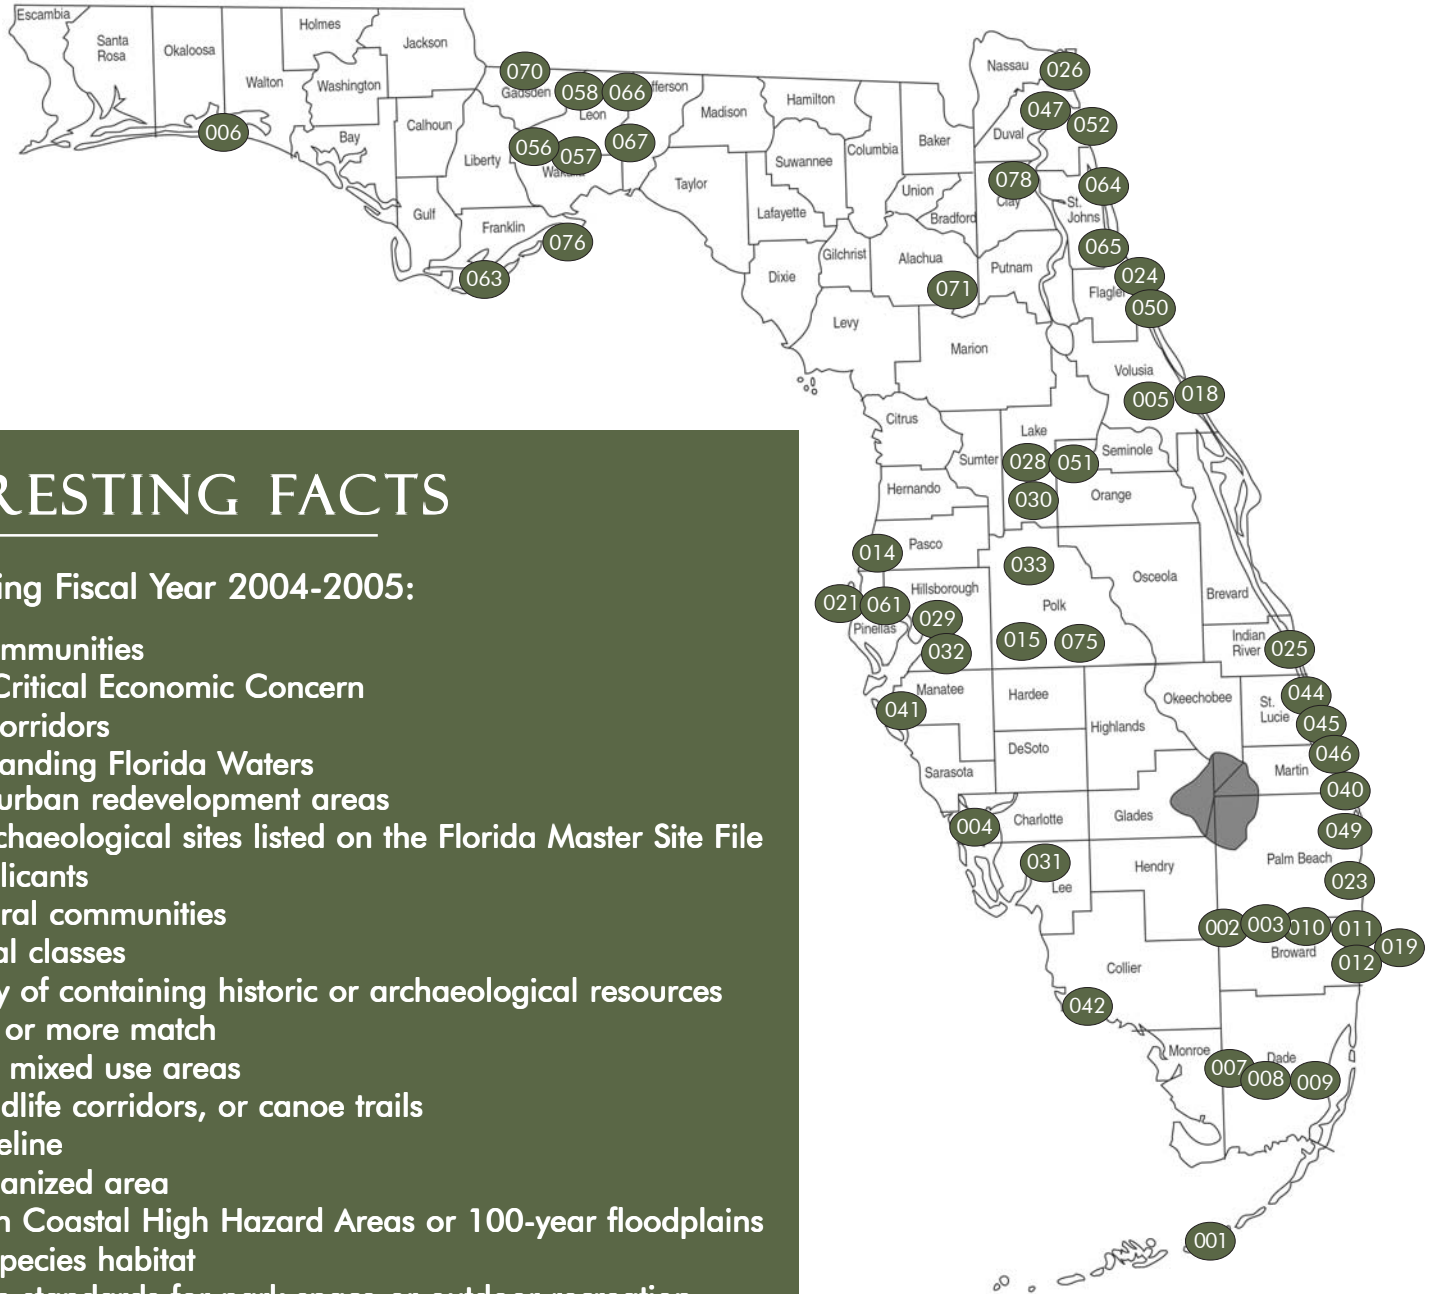 Escambia
Santa
Rosa
Okaloosa
Holmes
Walton
Washington
Jackson
Bay
Calhoun
Gulf
Liberty
Gadsden
Leon
fferson
Franklin
Madison
Taylor
Hamilton
Suwannee
Lafayette
Dixie
Columbia
Gilchrist
Levy
Baker
Union
Bradford
Alachua
Nassau
Duval
Clay
St.
Johns
Putnam
Flagler
Marion
Volusia
Citrus
Sumter
Lake
Seminole
Hernando
Orange
Pasco
Hillsborough
Pinellas
Polk
Osceola
Brevard
Indian
River
Manatee
Hardee
Highlands
Okeechobee
St.
Lucie
Sarasota
DeSoto
Martin
Charlotte
Glades
Lee
Hendry
Palm Beach
Collier
Broward
Monroe
Dade
006
070
058
066
056
057
067
076
063
026
047
052
078
064
065
024
050
071
005
018
028
051
030
014
033
021
061
029
032
015
075
025
041
044
045
046
040
049
023
004
031
002
003
010
011
019
012
042
007
008
009
001
RESTING FACTS
ing Fiscal Year 2004-2005:
mmunities
Critical Economic Concern
orridors
anding Florida Waters
urban redevelopment areas
chaeological sites listed on the Florida Master Site File
licants
ral communities
al classes
y of containing historic or archaeological resources
or more match
mixed use areas
dlife corridors, or canoe trails
eline
anized area
n Coastal High Hazard Areas or 100-year floodplains
pecies habitat
standards for park space or outdoor recreation